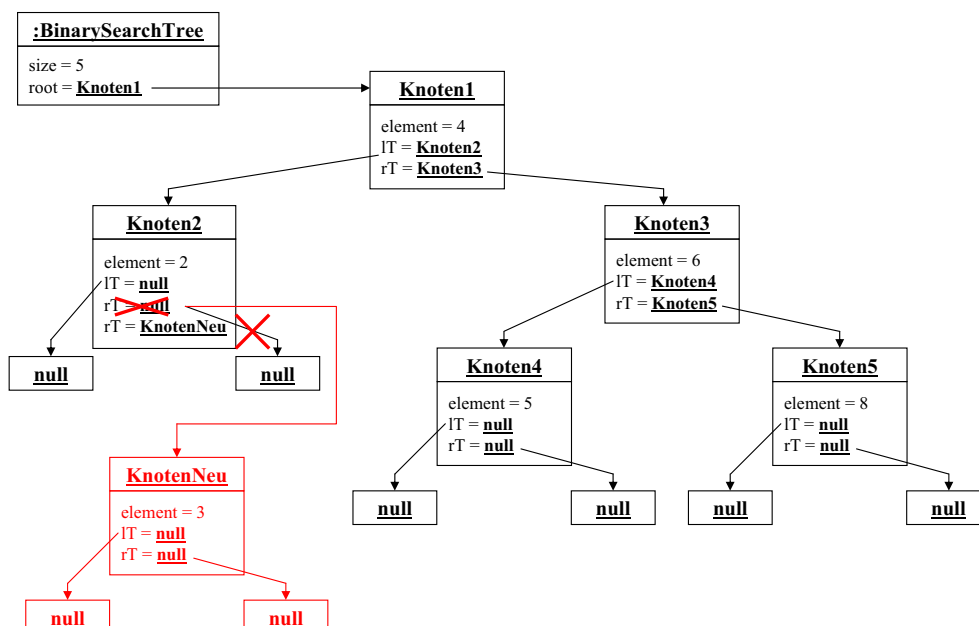 :BinarySearchTree
size = 5
root = Knoten1
Knoten1
element = 4
lT = Knoten2
rT = Knoten3
Knoten2
element = 2
lT = null
rT = null
rT = KnotenNeu
null
null
Knoten3
element = 6
lT = Knoten4
rT = Knoten5
Knoten4
element = 5
lT = null
rT = null
null
null
Knoten5
element = 8
lT = null
rT = null
null
null
KnotenNeu
element = 3
lT = null
rT = null
null
null